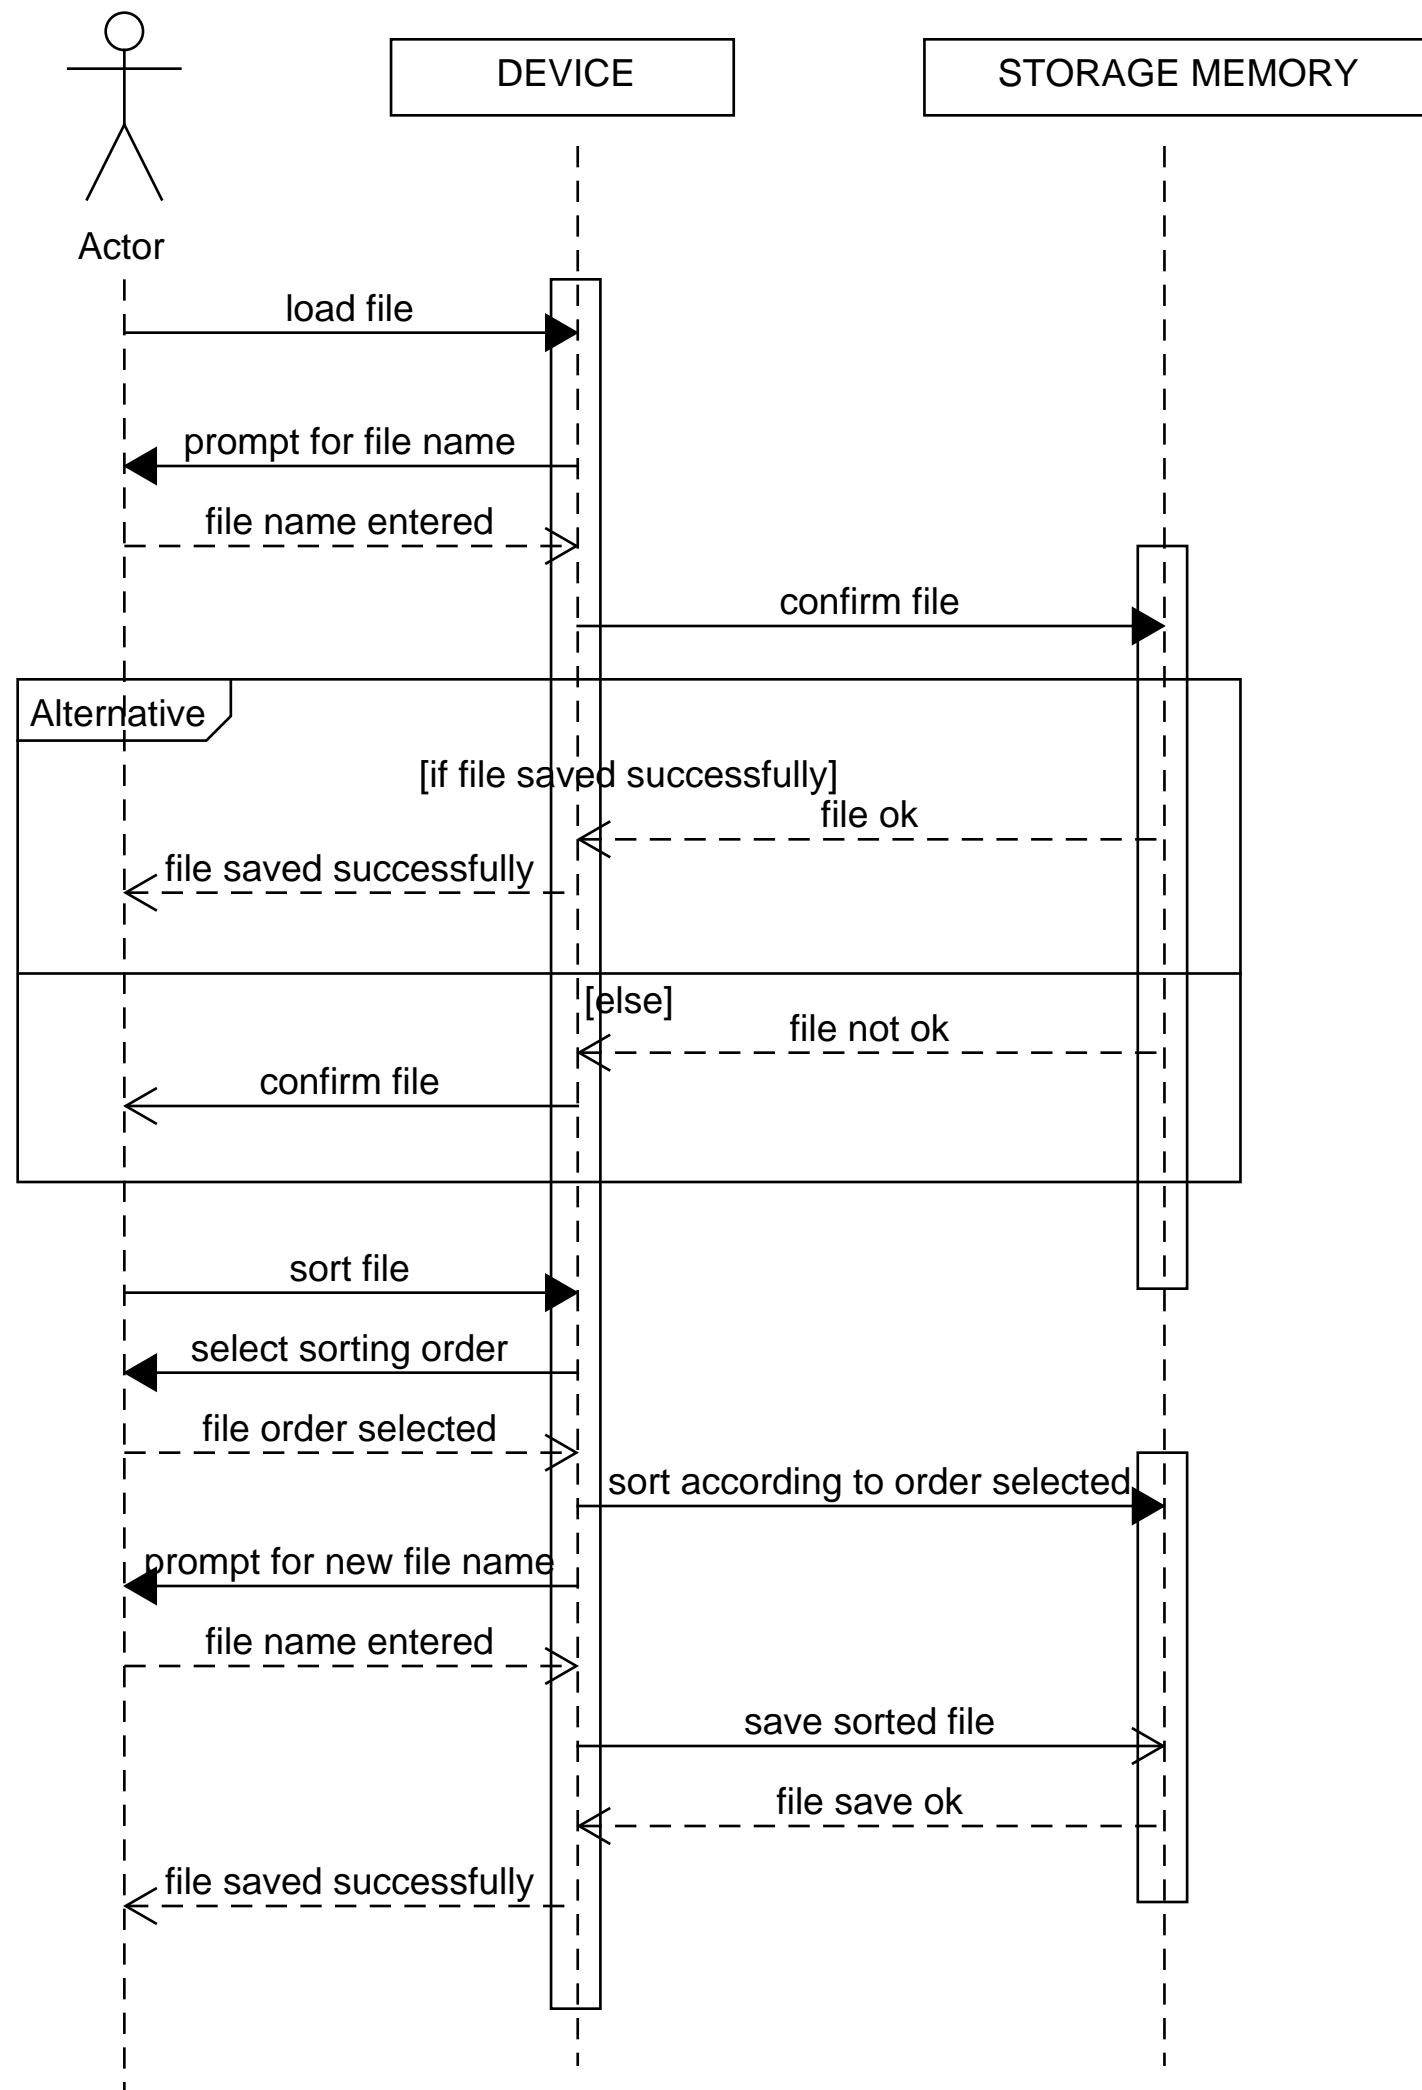 DEVICE
STORAGE MEMORY
Actor
load file
prompt for file name
file name entered
confirm file
Alternative
[if file saved successfully]
file ok
file saved successfully
[else]
file not ok
confirm file
sort file
select sorting order
file order selected
sort according to order selected
prompt for new file name
file name entered
save sorted file
file save ok
file saved successfully